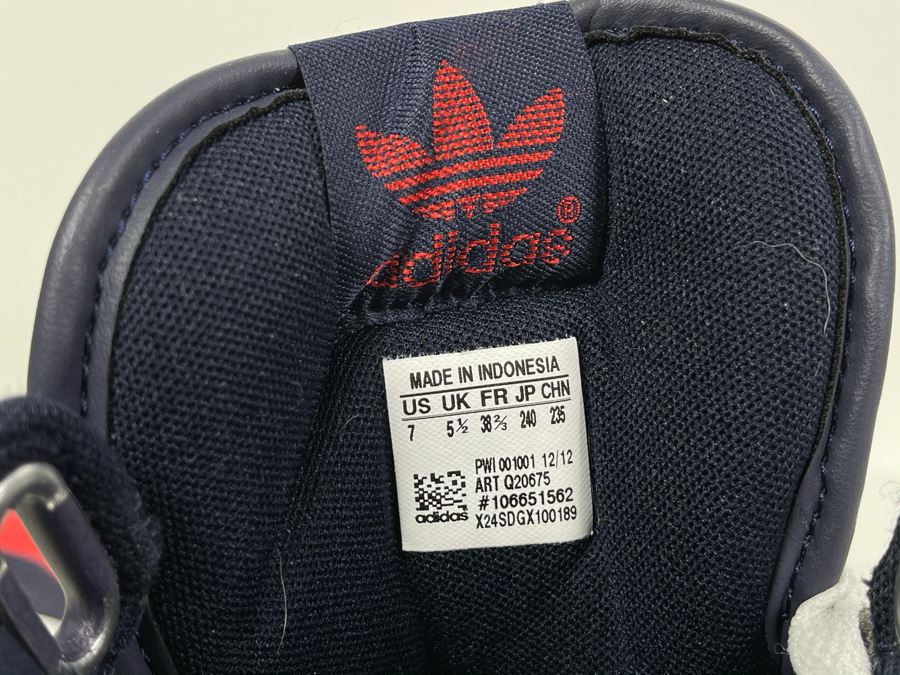 adidas®
MADE IN INDONESIA
US UK FR JP CHN
7 5½ 38⅔ 240 235
PWI 001001 12/12
ART Q20675
#106651562
adidas X24SDGX100189